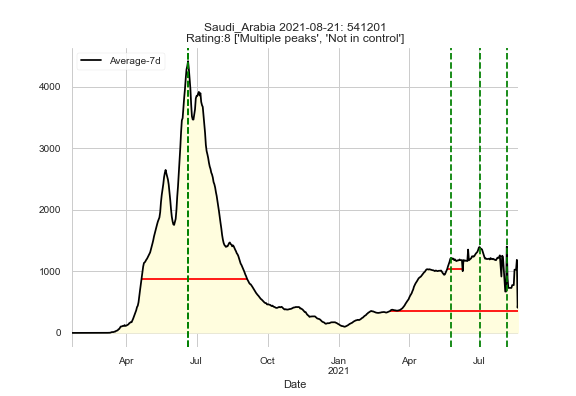 Saudi_Arabia 2021-08-21: 541201
Rating:8 ['Multiple peaks', 'Not in control']
Average-7d
4000
3000
2000
1000
0
Apr Jul Oct Jan Apr Jul
2021
Date